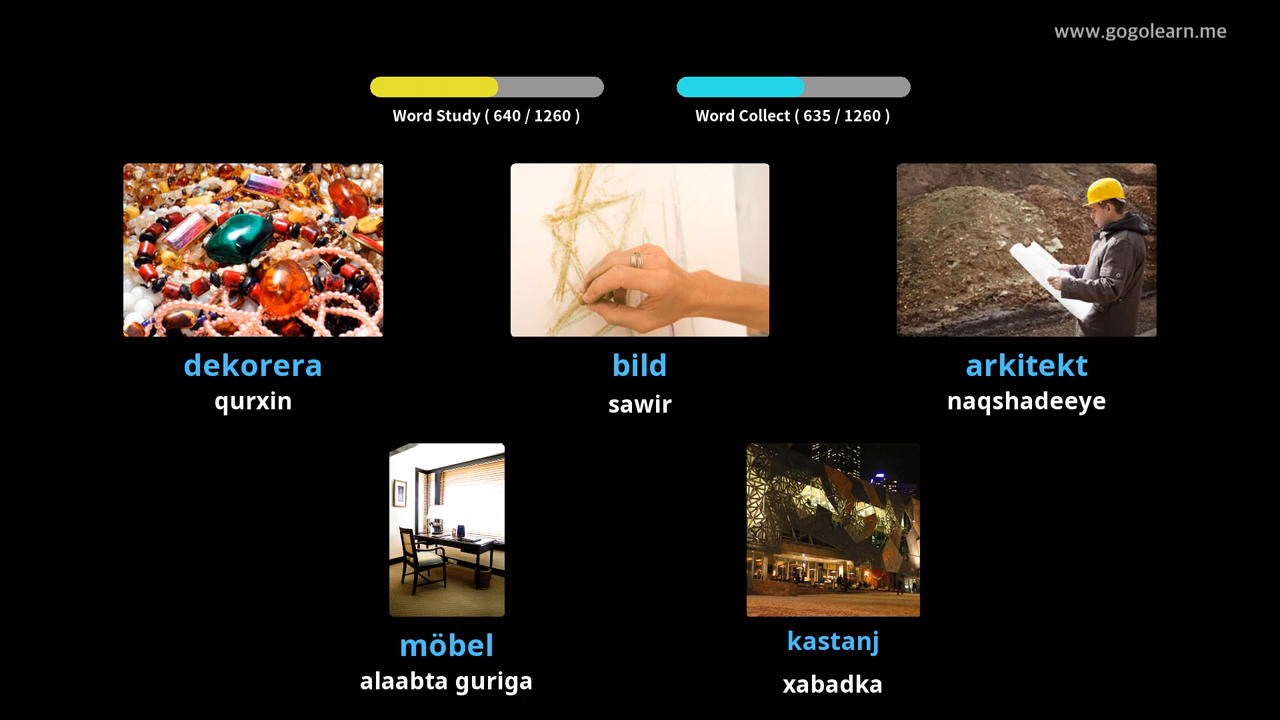 www.gogolearn.me
Word Study ( 640 / 1260 )
Word Collect ( 635 / 1260 )
dekorera
qurxin
bild
sawir
arkitekt
naqshadeeye
möbel
alaabta guriga
kastanj
xabadka